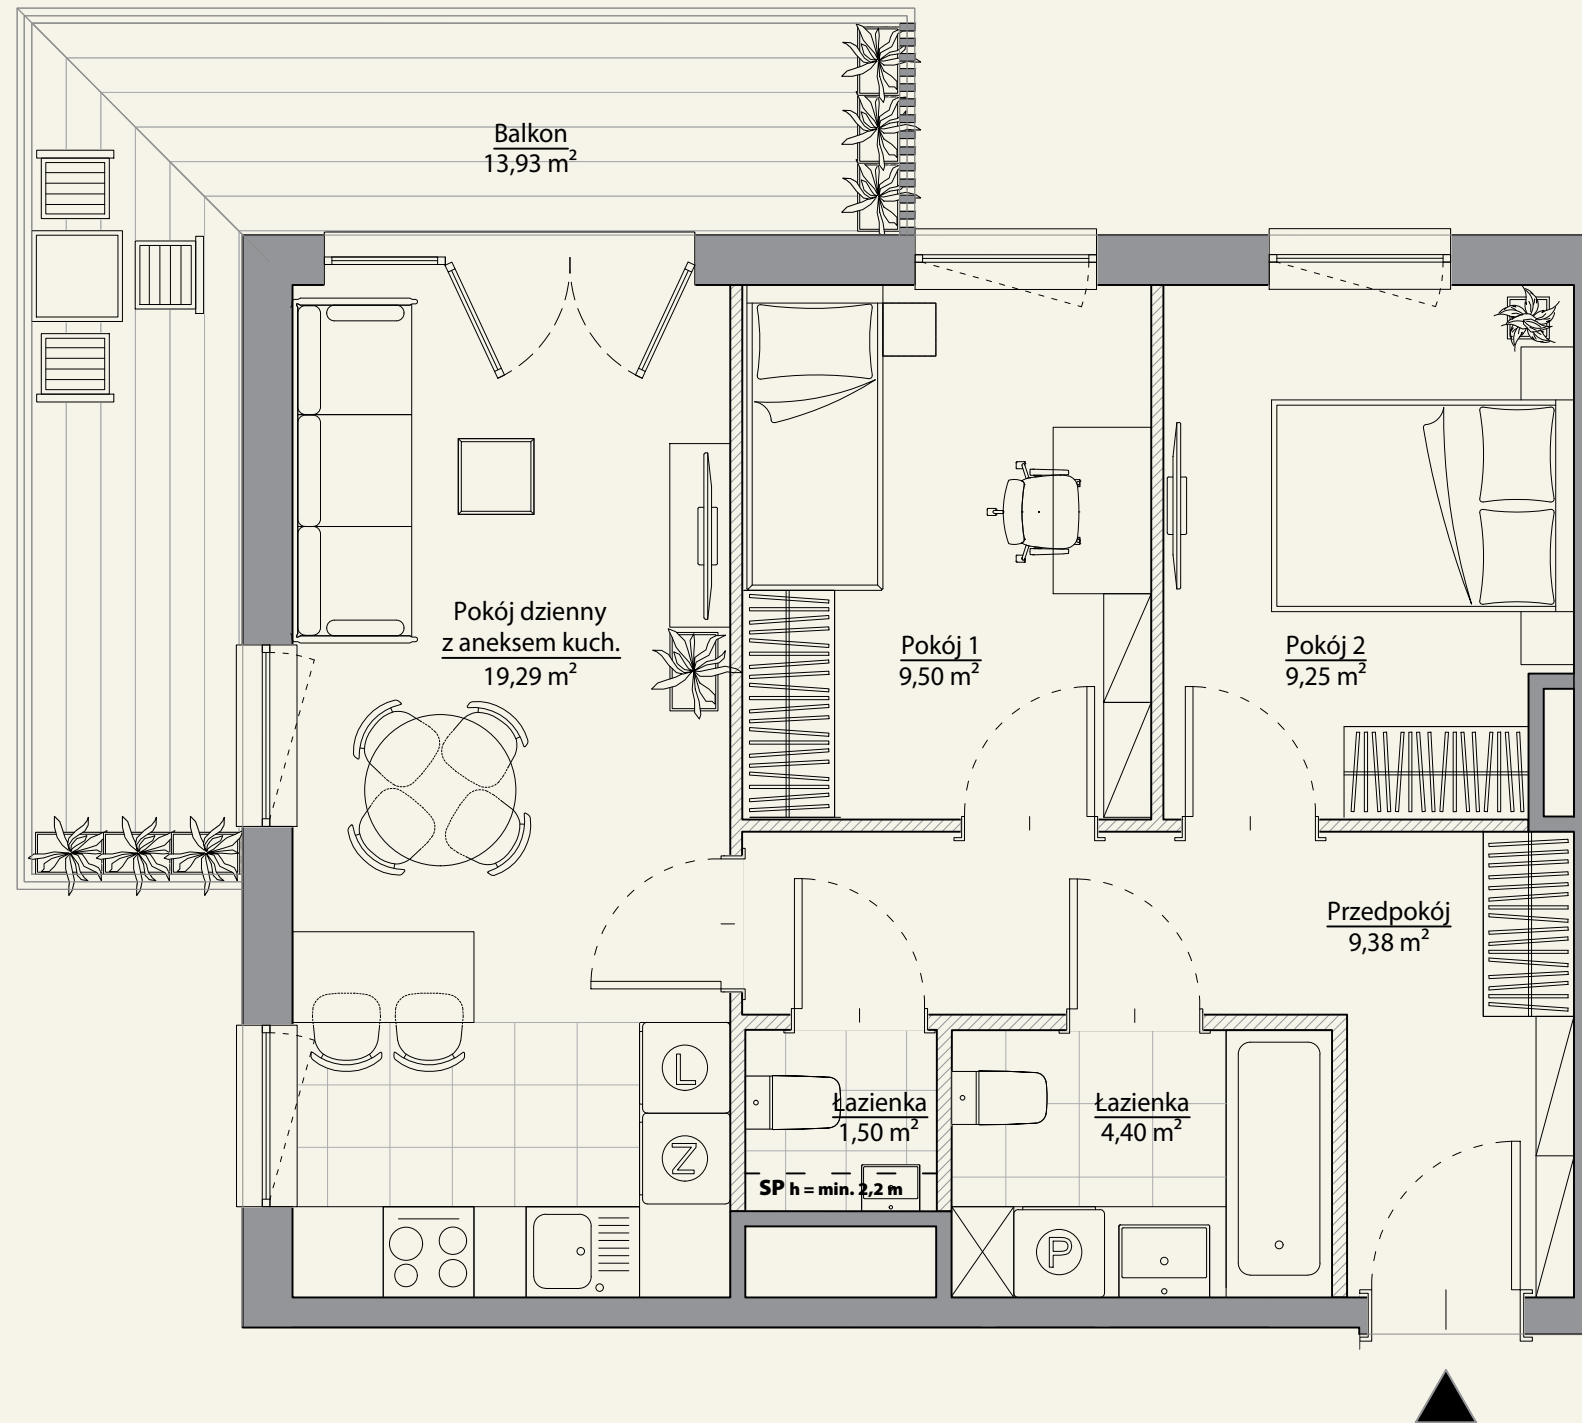 Balkon
13,93 m²
Pokój dzienny
z aneksem kuch.
19,29 m²
Pokój 1
9,50 m²
Pokój 2
9,25 m²
Przedpokój
9,38 m²
L
Z
Łazienka
1,50 m²
SP h = min. 2,2 m
Łazienka
4,40 m²
P